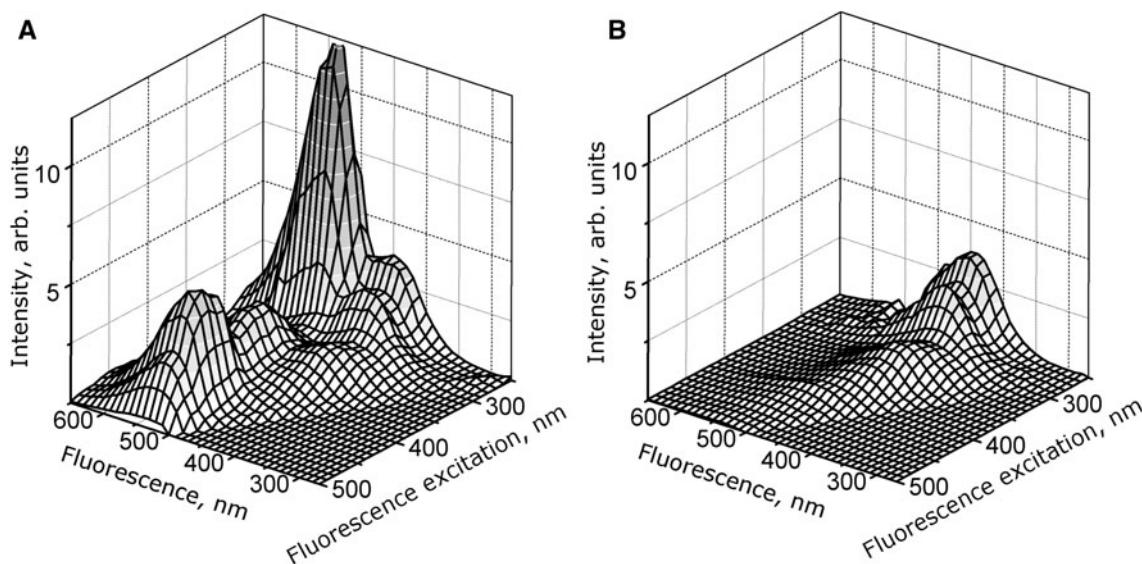 A
Intensity, arb. units
10
5
600
500
400
300
Fluorescence, nm
500
400
300
Fluorescence excitation, nm
B
Intensity, arb. units
10
5
600
500
400
300
Fluorescence, nm
500
400
300
Fluorescence excitation, nm